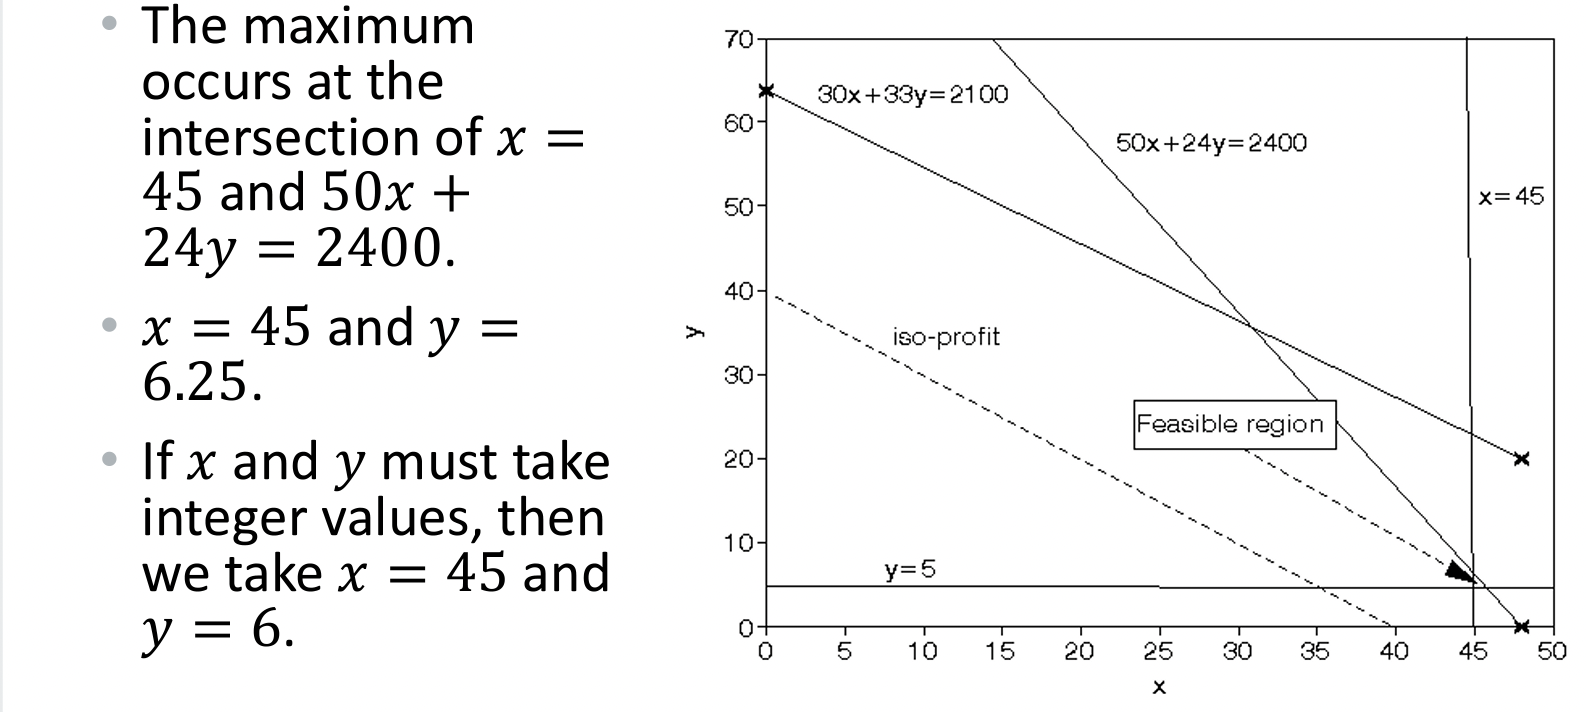 • The maximum
occurs at the
intersection of x =
45 and 50x +
24y = 2400.
• x = 45 and y =
6.25.
• If x and y must take
integer values, then
we take x = 45 and
y = 6.
70
60
50
40
30
20
10
0
y
30x+33y=2100
50x+24y=2400
x=45
iso-profit
Feasible region
y=5
0 5 10 15 20 25 30 35 40 45 50
x